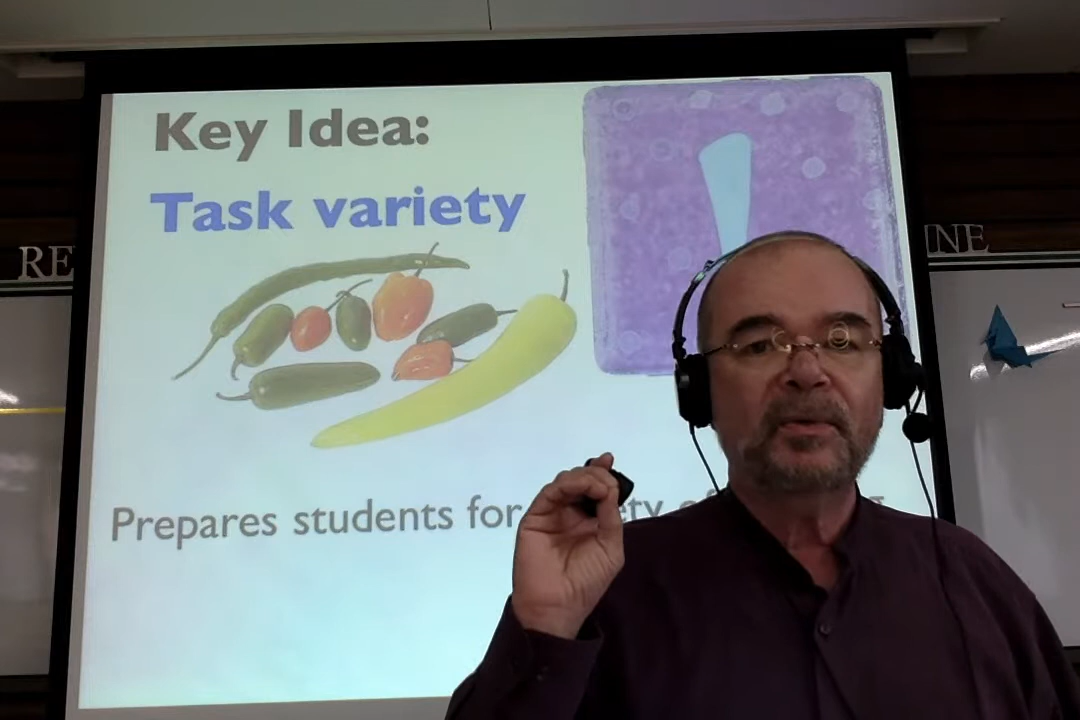 Key Idea:
Task variety
RE
INE
Prepares students for